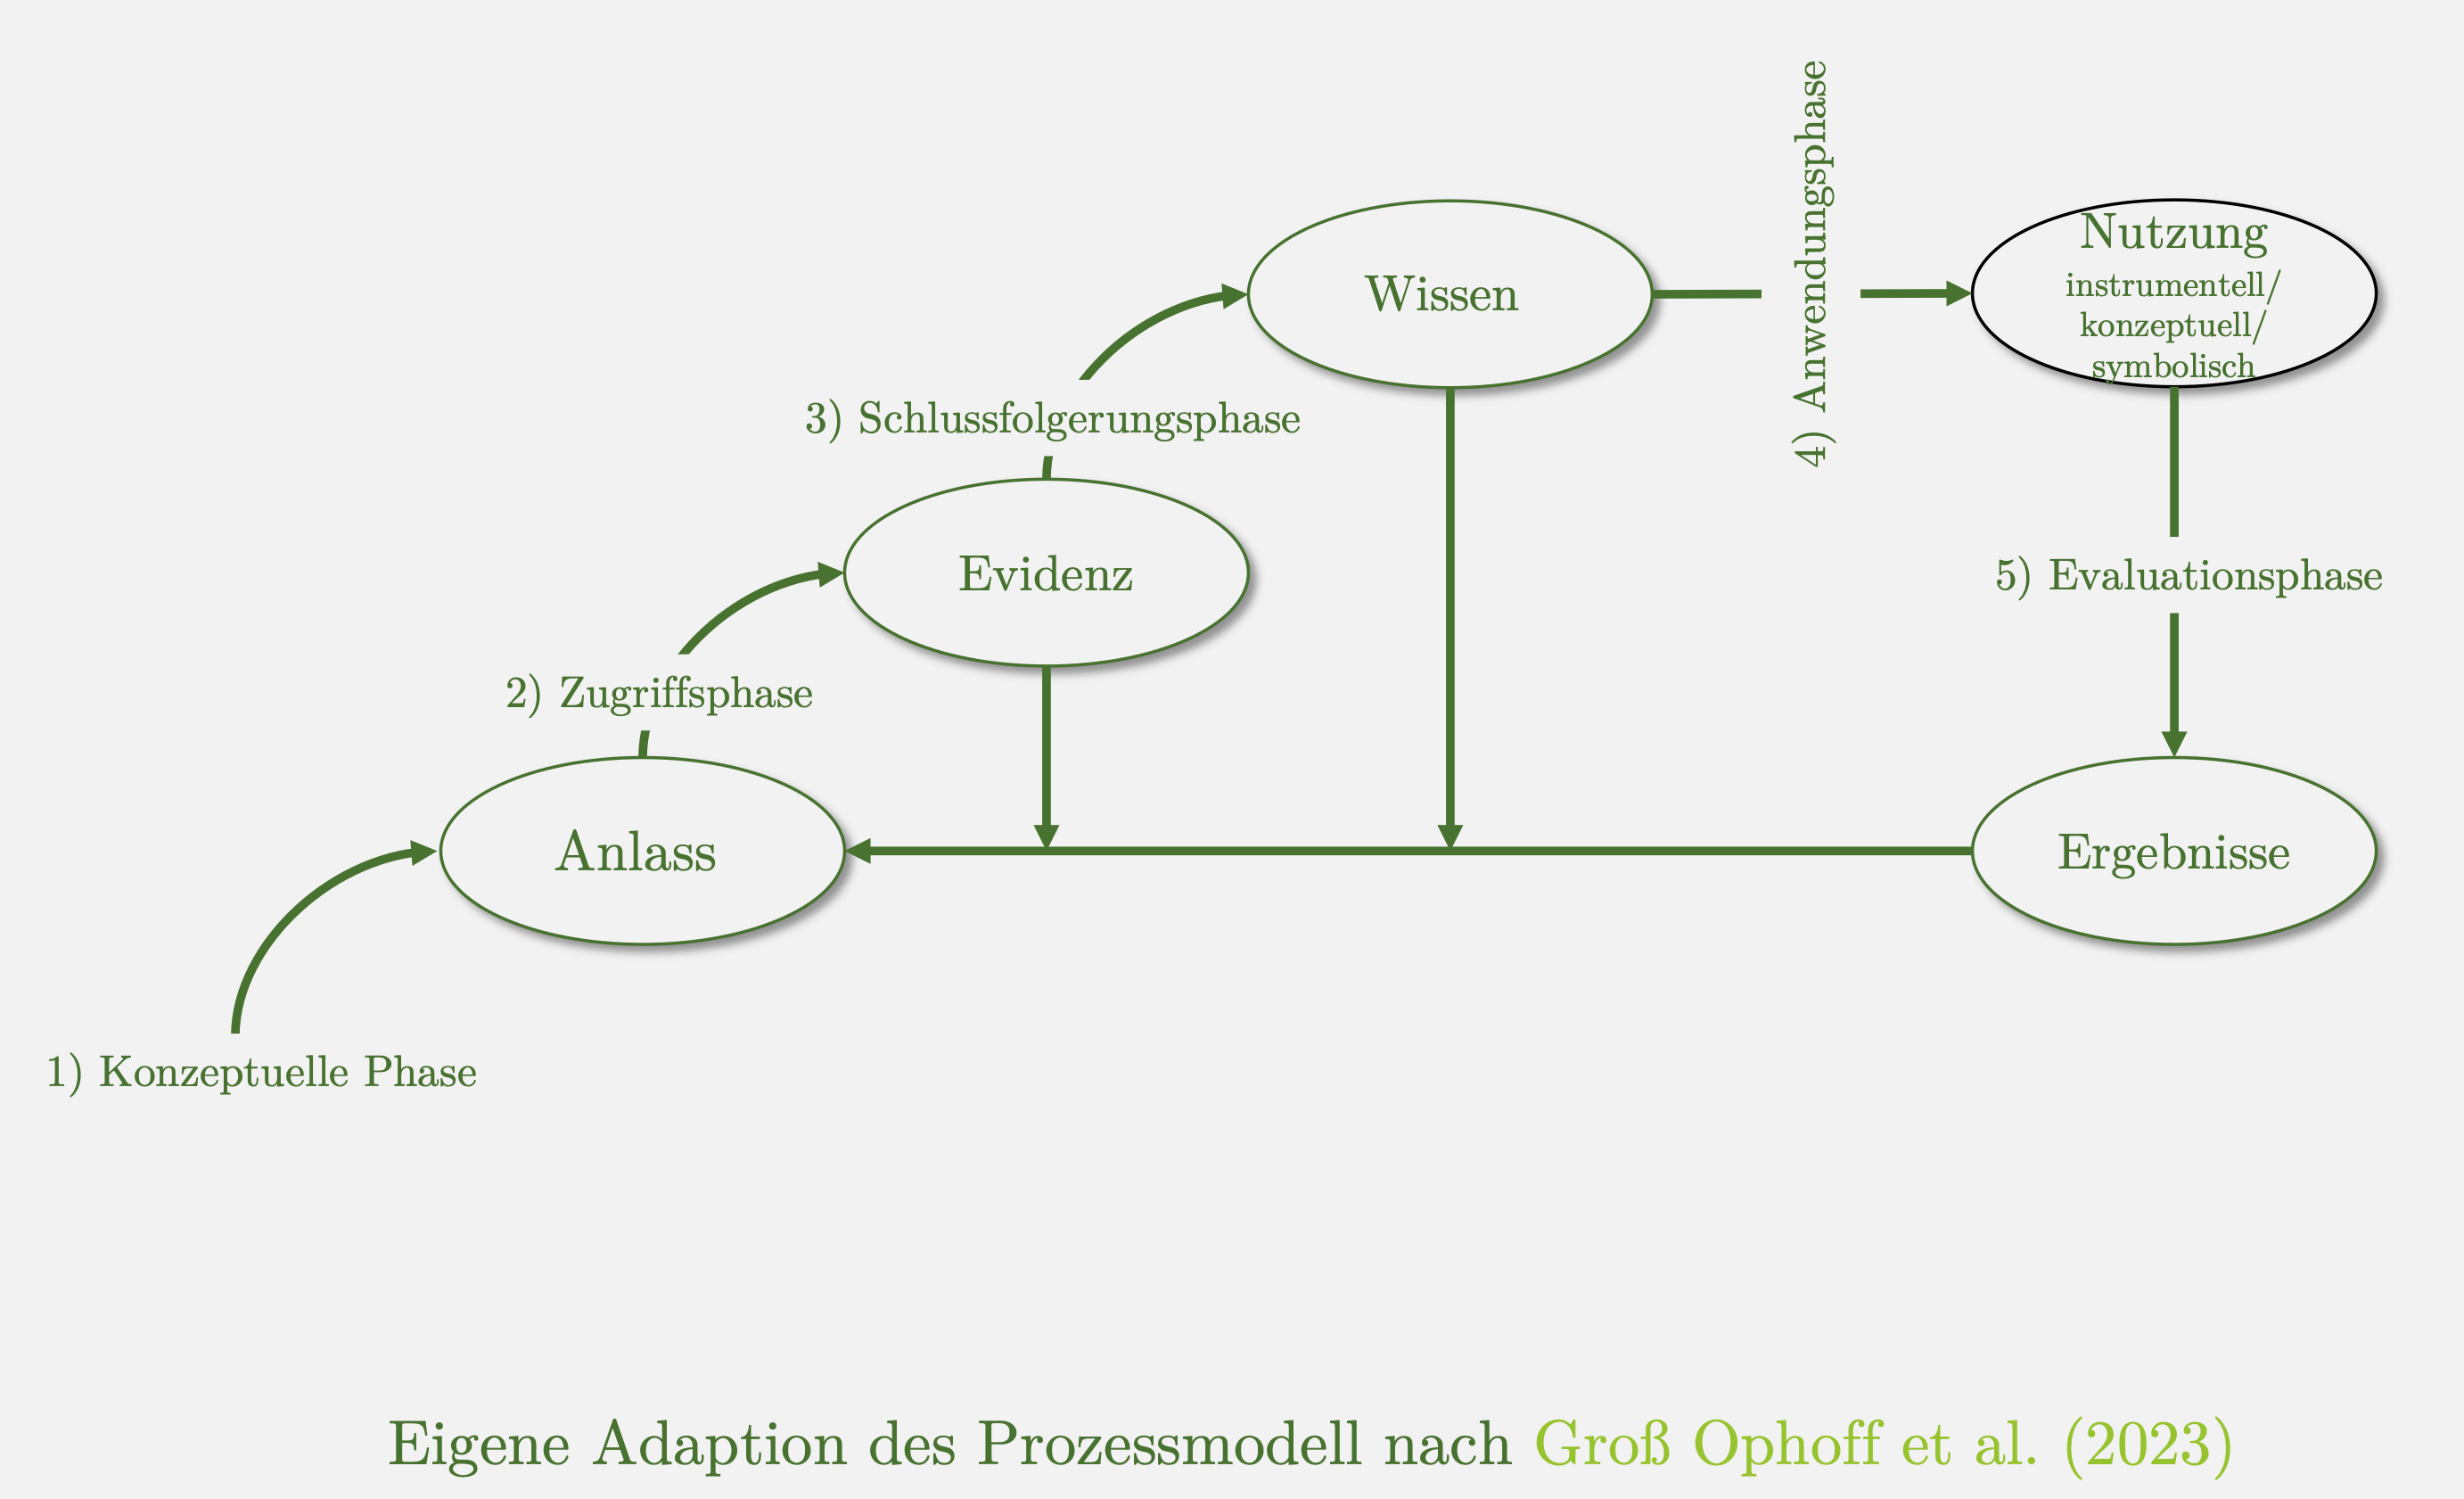 4) Anwendungsphase
Wissen
Nutzung
instrumentell/
konzeptuell/
symbolisch
3) Schlussfolgerungsphase
Evidenz
5) Evaluationsphase
2) Zugriffsphase
Anlass
Ergebnisse
1) Konzeptuelle Phase
Eigene Adaption des Prozessmodell nach Groß Ophoff et al. (2023)